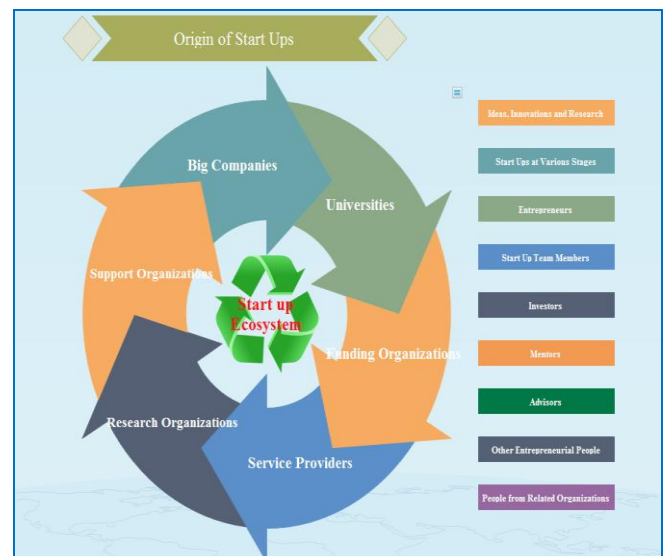 Origin of Start Ups
Big Companies
Universities
Support Organizations
Start up
Ecosystem
Funding Organizations
Research Organizations
Service Providers
Ideas, Innovations and Research
Start Ups at Various Stages
Entrepreneurs
Start Up Team Members
Investors
Mentors
Advisors
Other Entrepreneurial People
People from Related Organizations